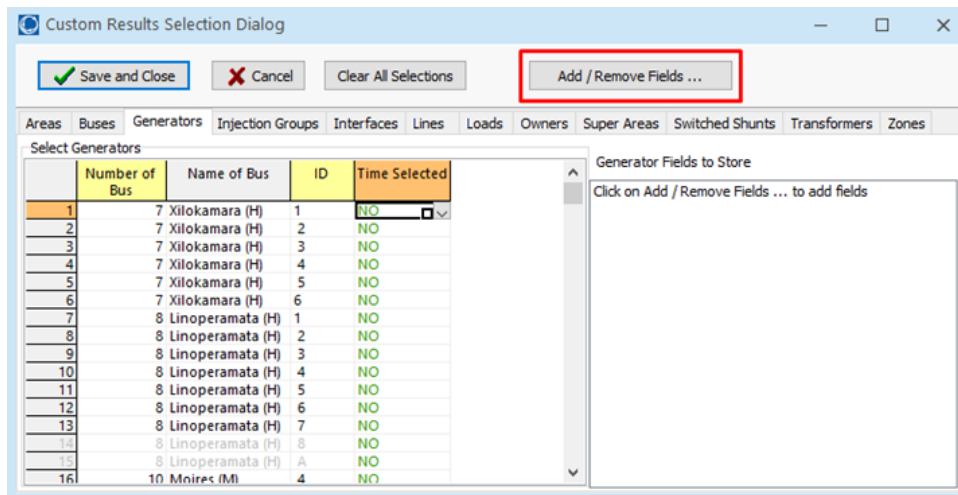 Custom Results Selection Dialog
Save and Close Cancel Clear All Selections Add / Remove Fields ...
Areas Buses Generators Injection Groups Interfaces Lines Loads Owners Super Areas Switched Shunts Transformers Zones
Select Generators
Generator Fields to Store
Number of Bus Name of Bus ID Time Selected
Click on Add / Remove Fields ... to add fields
1 7 Xilokamara (H) 1 NO
2 7 Xilokamara (H) 2 NO
3 7 Xilokamara (H) 3 NO
4 7 Xilokamara (H) 4 NO
5 7 Xilokamara (H) 5 NO
6 7 Xilokamara (H) 6 NO
7 8 Linoperamata (H) 1 NO
8 8 Linoperamata (H) 2 NO
9 8 Linoperamata (H) 3 NO
10 8 Linoperamata (H) 4 NO
11 8 Linoperamata (H) 5 NO
12 8 Linoperamata (H) 6 NO
13 8 Linoperamata (H) 7 NO
14 8 Linoperamata (H) 8 NO
15 8 Linoperamata (H) A NO
16 10 Moires (M) 4 NO